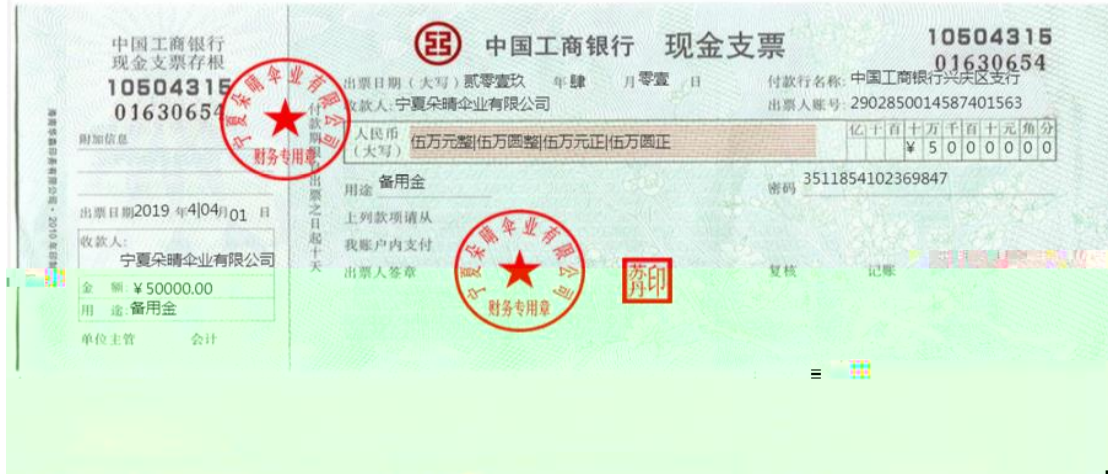 中国工商银行
现金支票存根
10504315
01630654
附加信息
出票日期2019 年4|04月01 日
收款人:
宁夏朵晴伞业有限公司
金 额 ¥50000.00
用 途:备用金
单位主管 会计
付款期限自出票之日起十天
中国工商银行 现金支票
10504315
01630654
出票日期(大写)贰零壹玖 年肆 月零壹 日
付款行名称:中国工商银行兴庆区支行
收款人:宁夏朵晴伞业有限公司
出票人账号:2902850014587401563
人民币
(大写)
伍万元整|伍万圆整|伍万元正|伍万圆正
亿千百十万千百十元角分
¥5000000
用途 备用金
密码 3511854102369847
上列款项请从
我账户内支付
出票人签章
复核 记账
宁夏朵晴伞业有限公司
财务专用章
宁夏朵晴伞业有限公司
财务专用章
苏丹印